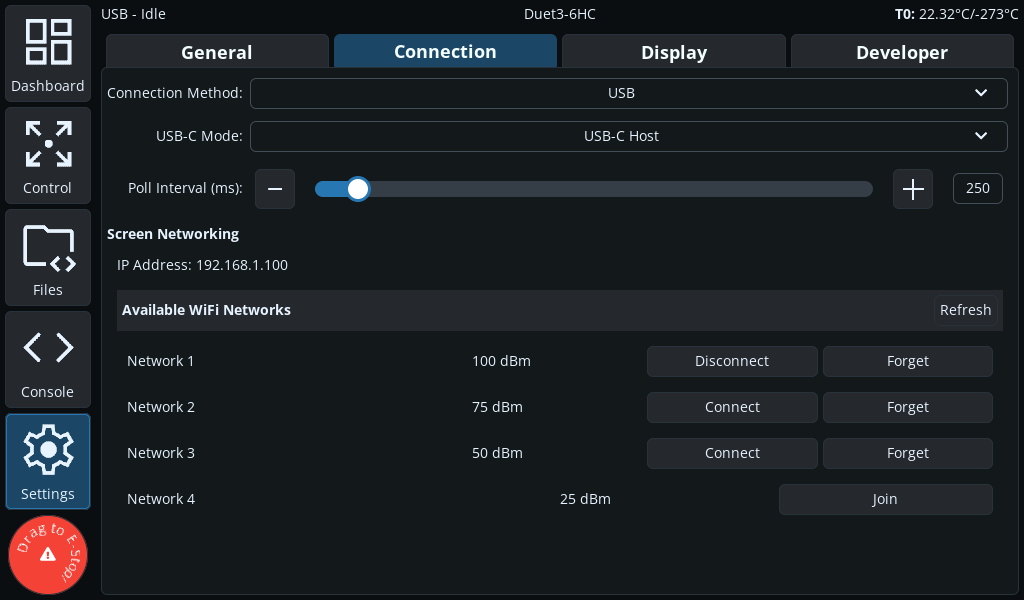 USB - Idle
Duet3-6HC
T0: 22.32°C/-273°C
Dashboard
Control
Files
Console
Settings
Drag to E-Stop!
General
Connection
Display
Developer
Connection Method:
USB
USB-C Mode:
USB-C Host
Poll Interval (ms):
250
Screen Networking
IP Address: 192.168.1.100
Available WiFi Networks
Refresh
Network 1
100 dBm
Disconnect
Forget
Network 2
75 dBm
Connect
Forget
Network 3
50 dBm
Connect
Forget
Network 4
25 dBm
Join